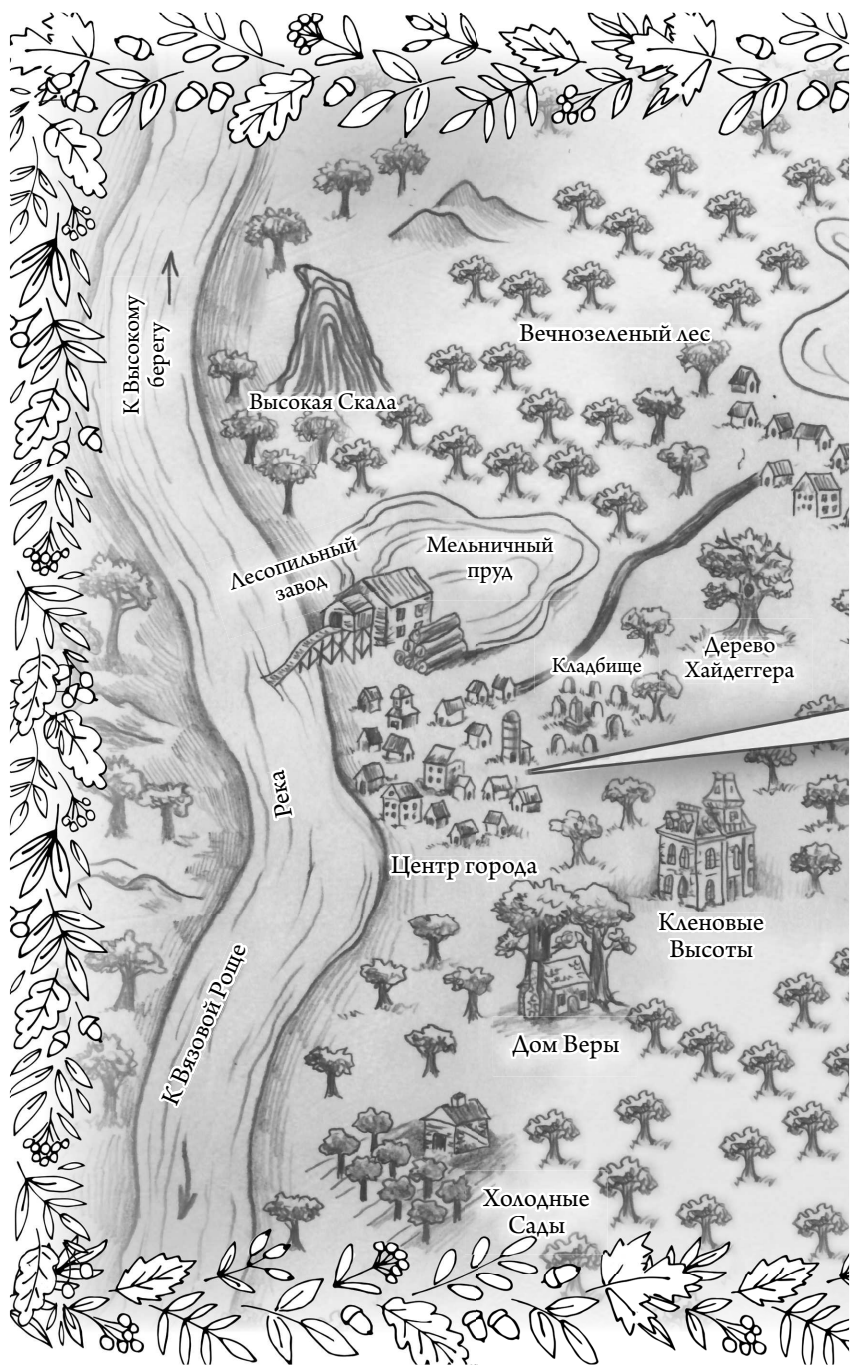 Вечнозеленый лес
К Высокому
берегу
Высокая Скала
Лесопильный
завод
Мельничный
пруд
Дерево
Хайдеггера
Кладбище
Река
Центр города
Кленовые
Высоты
К Вязовой Роще
Дом Веры
Холодные
Сады